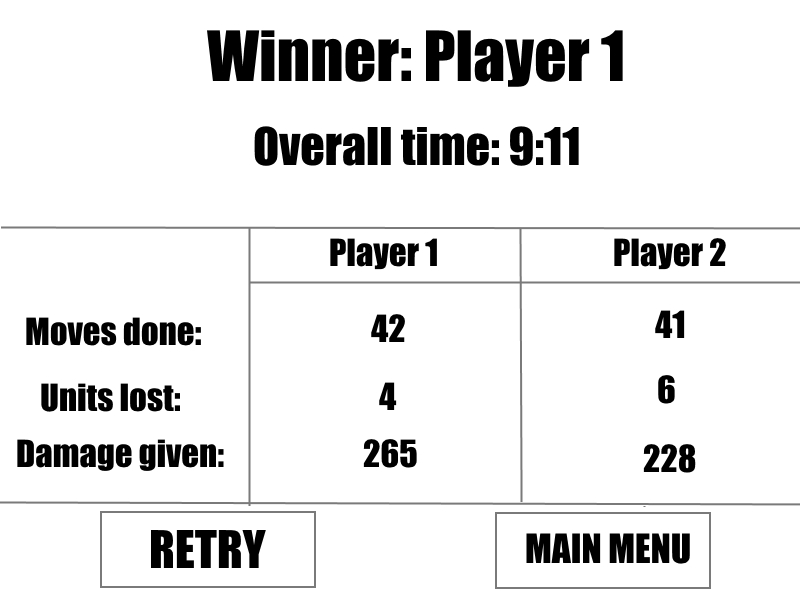 Winner: Player 1
Overall time: 9:11
Player 1 Player 2
Moves done: 42 41
Units lost: 4 6
Damage given: 265 228
RETRY MAIN MENU